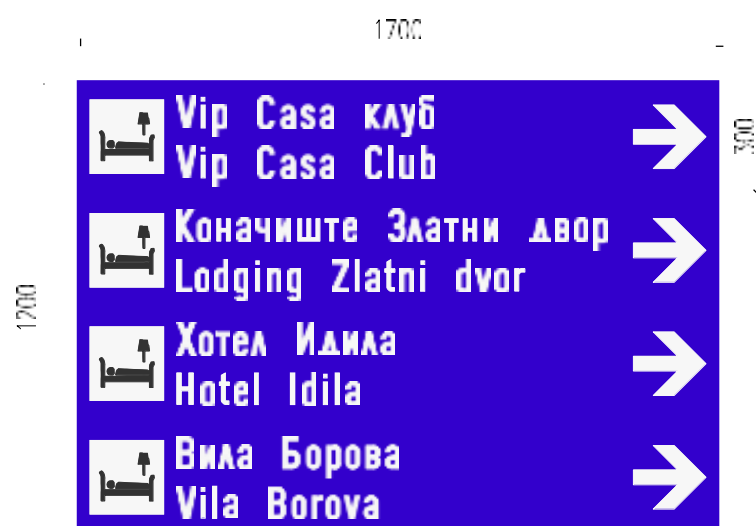 1700
Vip Casa клуб
Vip Casa Club
300
Коначиште Златни двор
Lodging Zlatni dvor
1200
Хотел Идила
Hotel Idila
Вила Борова
Vila Borova